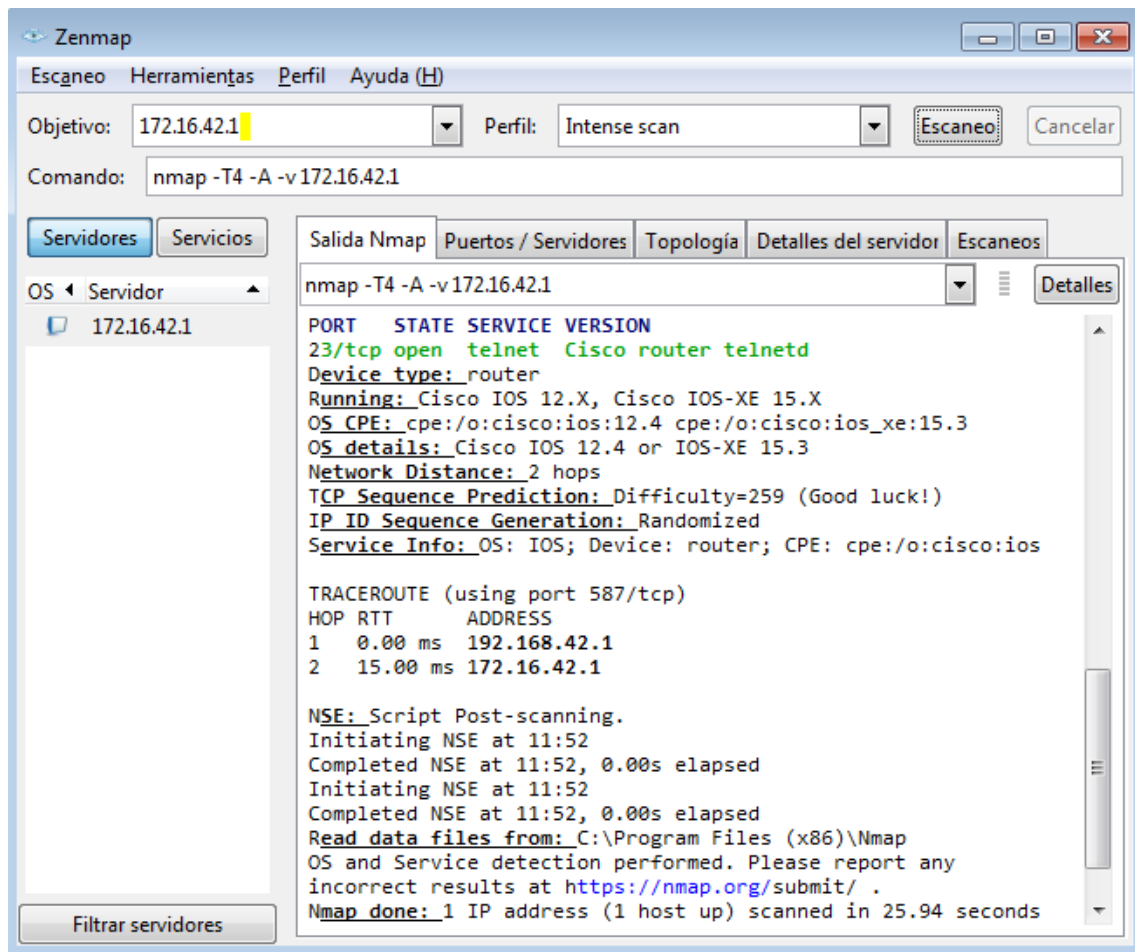 Zenmap
Escaneo Herramientas Perfil Ayuda (H)
Objetivo: 172.16.42.1 Perfil: Intense scan Escaneo Cancelar
Comando: nmap -T4 -A -v 172.16.42.1
Servidores Servicios
OS Servidor
172.16.42.1
Filtrar servidores
Salida Nmap Puertos / Servidores Topología Detalles del servidor Escaneos
nmap -T4 -A -v 172.16.42.1 Detalles
PORT STATE SERVICE VERSION
23/tcp open telnet Cisco router telnetd
Device type: router
Running: Cisco IOS 12.X, Cisco IOS-XE 15.X
OS CPE: cpe:/o:cisco:ios:12.4 cpe:/o:cisco:ios_xe:15.3
OS details: Cisco IOS 12.4 or IOS-XE 15.3
Network Distance: 2 hops
TCP Sequence Prediction: Difficulty=259 (Good luck!)
IP ID Sequence Generation: Randomized
Service Info: OS: IOS; Device: router; CPE: cpe:/o:cisco:ios
TRACEROUTE (using port 587/tcp)
HOP RTT ADDRESS
1 0.00 ms 192.168.42.1
2 15.00 ms 172.16.42.1
NSE: Script Post-scanning.
Initiating NSE at 11:52
Completed NSE at 11:52, 0.00s elapsed
Initiating NSE at 11:52
Completed NSE at 11:52, 0.00s elapsed
Read data files from: C:\Program Files (x86)\Nmap
OS and Service detection performed. Please report any
incorrect results at https://nmap.org/submit/ .
Nmap done: 1 IP address (1 host up) scanned in 25.94 seconds